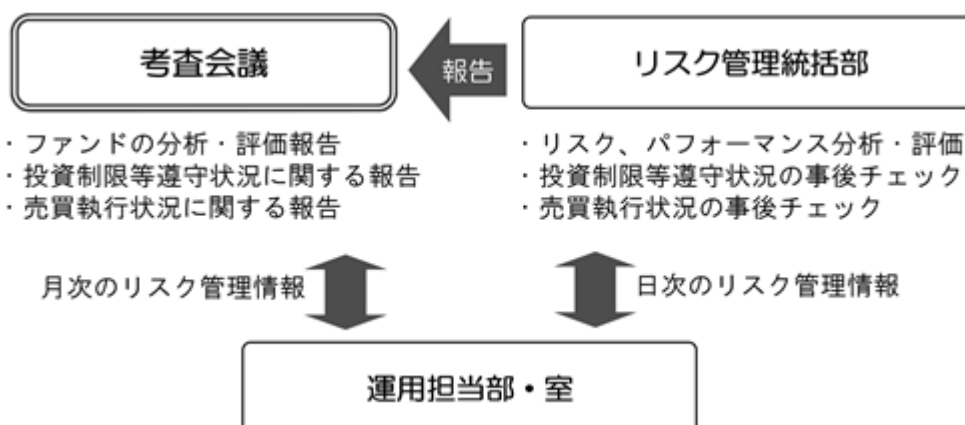 考査会議
報告
リスク管理統括部
・ファンドの分析・評価報告
・投資制限等遵守状況に関する報告
・売買執行状況に関する報告
・リスク、パフォーマンス分析・評価
・投資制限等遵守状況の事後チェック
・売買執行状況の事後チェック
月次のリスク管理情報
日次のリスク管理情報
運用担当部・室